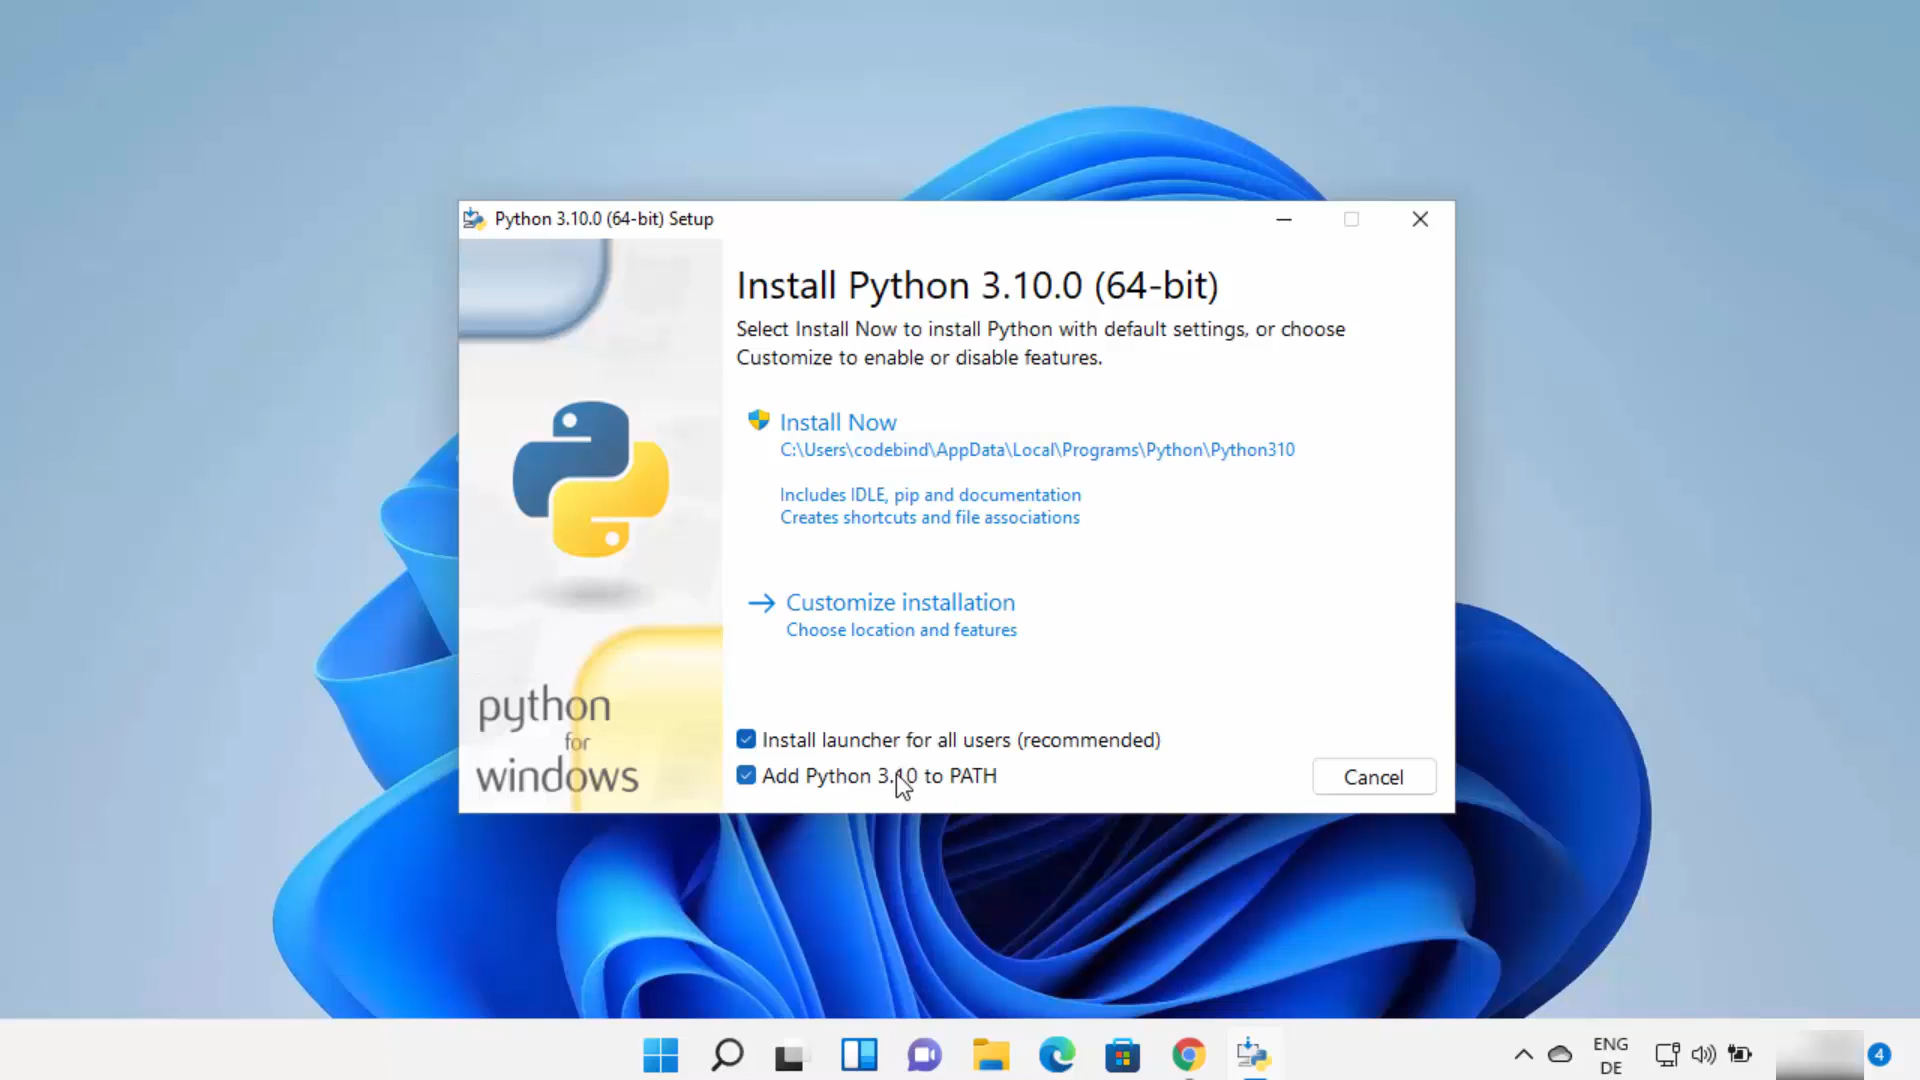 Python 3.10.0 (64-bit) Setup
Install Python 3.10.0 (64-bit)
Select Install Now to install Python with default settings, or choose
Customize to enable or disable features.
Install Now
C:\Users\codebind\AppData\Local\Programs\Python\Python310
Includes IDLE, pip and documentation
Creates shortcuts and file associations
Customize installation
Choose location and features
python
for
windows
Install launcher for all users (recommended)
Add Python 3.10 to PATH
Cancel
ENG
DE
4